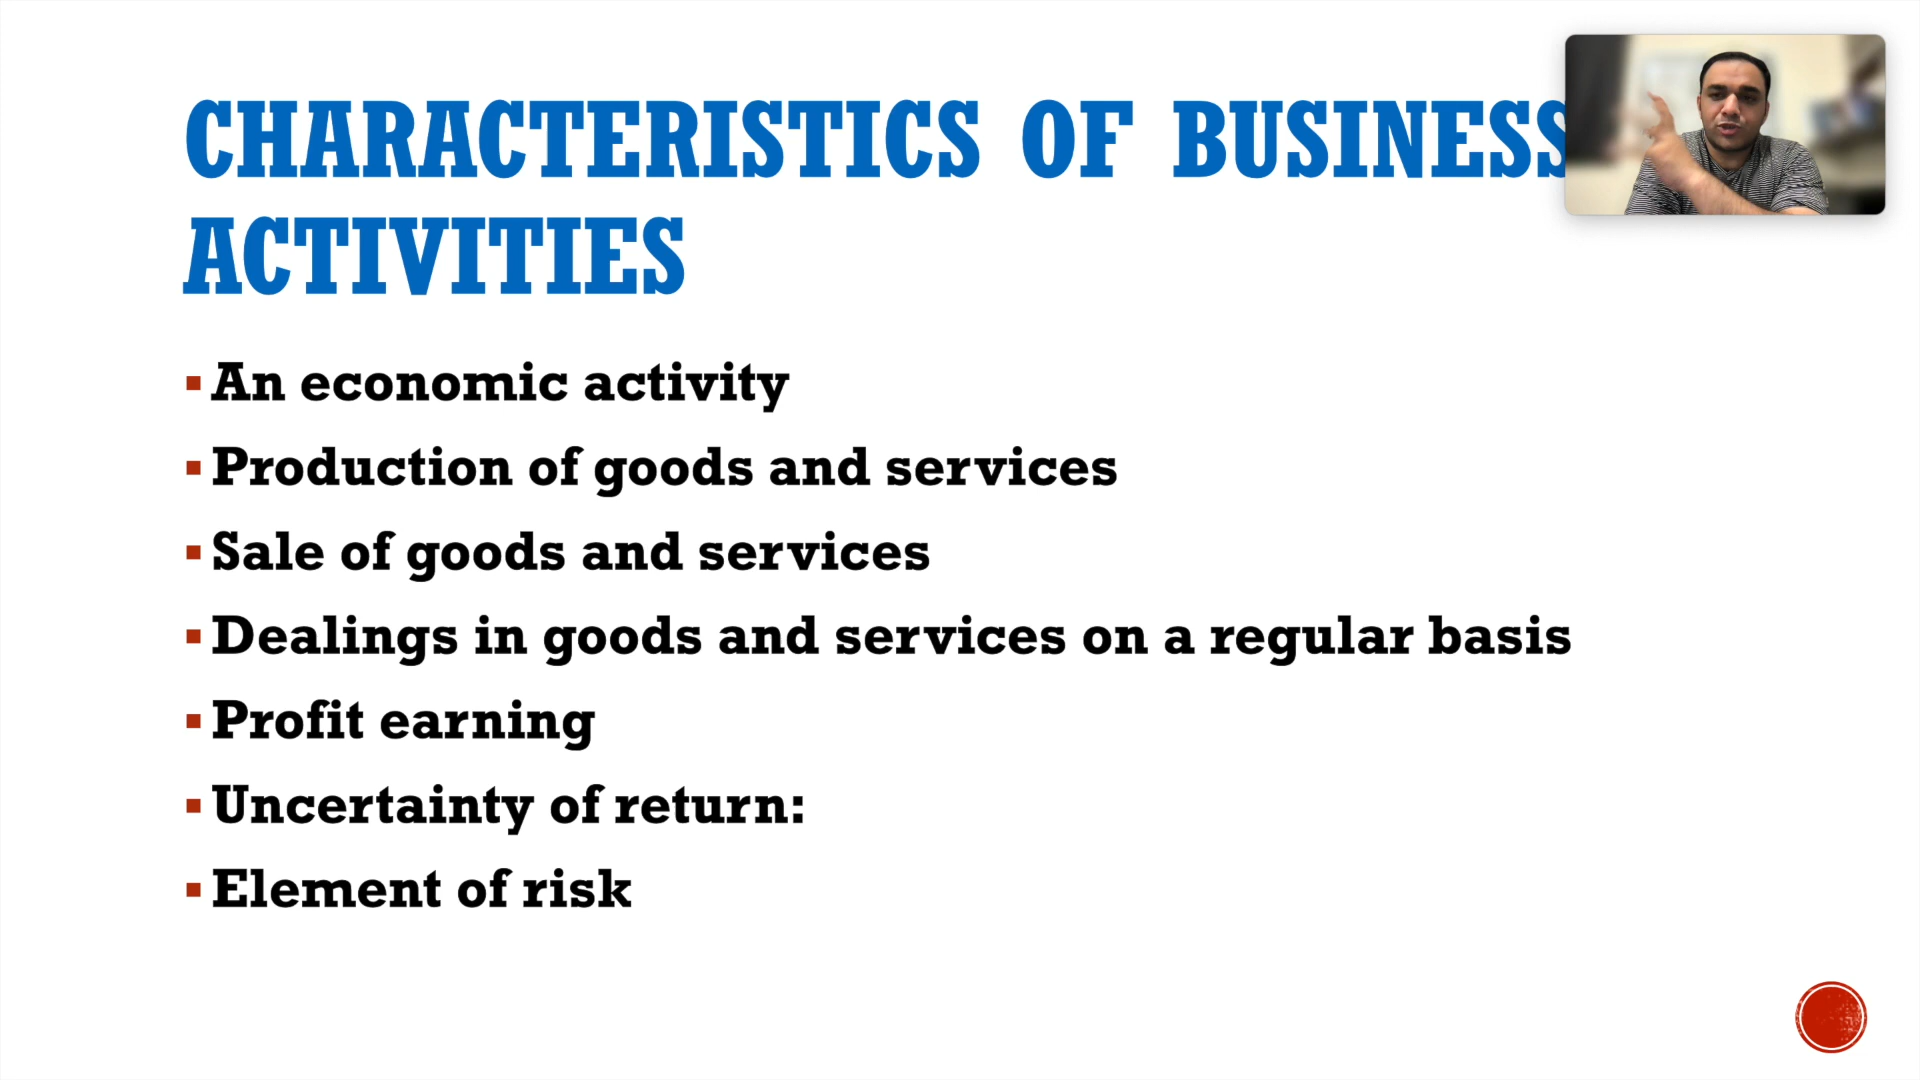 CHARACTERISTICS OF BUSINESS
ACTIVITIES
An economic activity
Production of goods and services
Sale of goods and services
Dealings in goods and services on a regular basis
Profit earning
Uncertainty of return:
Element of risk